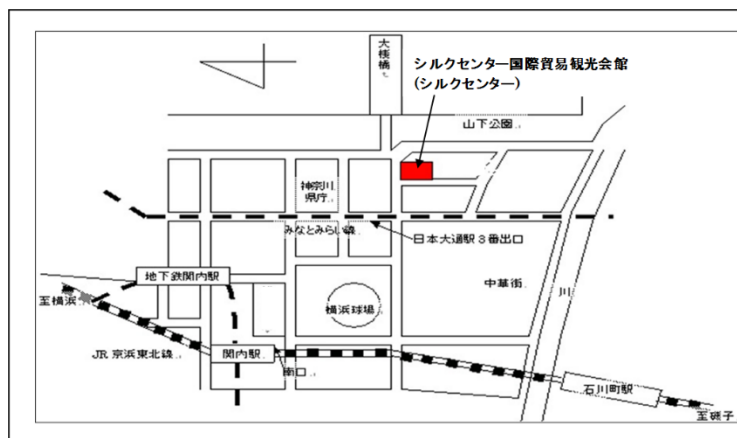 大桟橋
シルクセンター国際貿易観光会館
(シルクセンター)
山下公園
神奈川
県庁
みなとみらい線
日本大通駅3番出口
地下鉄関内駅
中華街
川
至横浜
横浜球場
JR 京浜東北線
関内駅
南口
石川町駅
至磯子